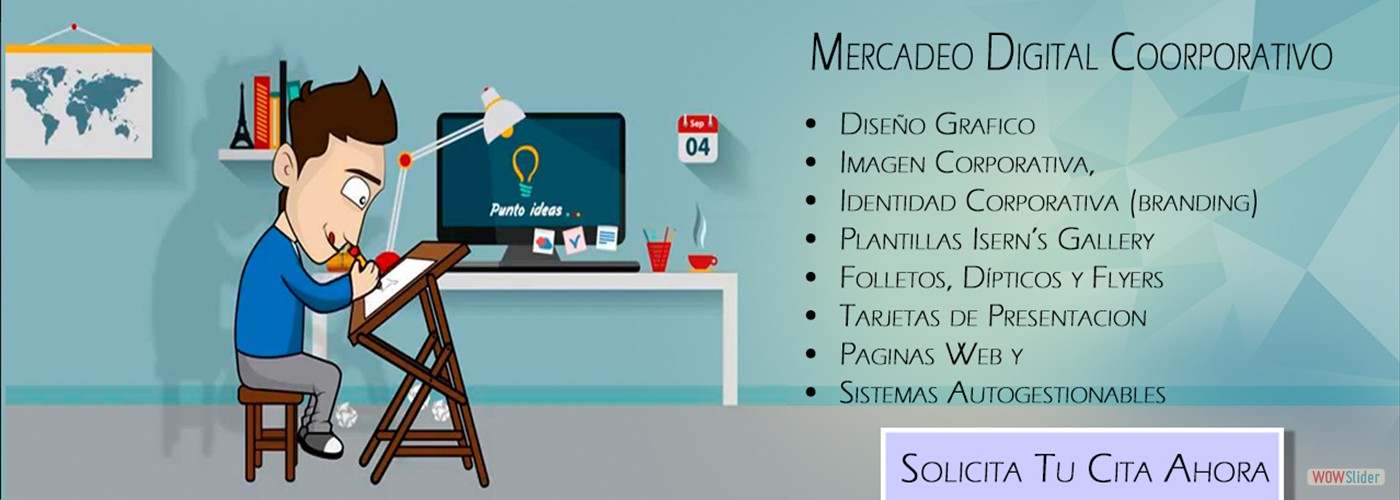 Mercadeo Digital Coorporativo
Diseño Grafico
Imagen Corporativa,
Identidad Corporativa (branding)
Plantillas Isern's Gallery
Folletos, Dípticos y Flyers
Tarjetas de Presentacion
Paginas Web y
Sistemas Autogestionables
Solicita Tu Cita Ahora
Sep
04
Punto ideas...
WOWSlider